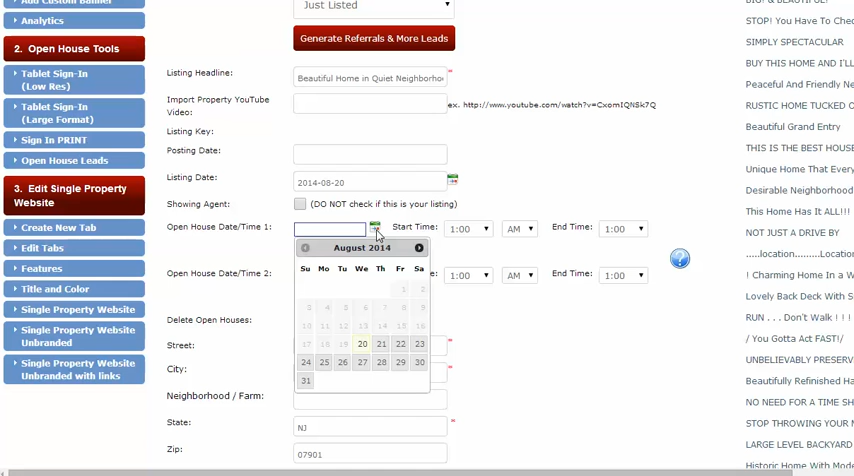 Add Custom Banner
Analytics
2. Open House Tools
Tablet Sign-In
(Low Res)
Tablet Sign-In
(Large Format)
Sign In PRINT
Open House Leads
3. Edit Single Property
Website
Create New Tab
Edit Tabs
Features
Title and Color
Single Property Website
Single Property Website
Unbranded
Single Property Website
Unbranded with links
Just Listed
Generate Referrals & More Leads
Listing Headline: Beautiful Home in Quiet Neighborhoo *
Import Property YouTube
Video: ex. http://www.youtube.com/watch?v=CxomIQNSk7Q
Listing Key:
Posting Date:
Listing Date: 2014-08-20
Showing Agent: (DO NOT check if this is your listing)
Open House Date/Time 1: Start Time: 1:00 AM End Time: 1:00
August 2014
Su Mo Tu We Th Fr Sa
1 2
3 4 5 6 7 8 9
10 11 12 13 14 15 16
17 18 19 20 21 22 23
24 25 26 27 28 29 30
31
Open House Date/Time 2: 1:00 AM End Time: 1:00
Delete Open Houses:
Street: *
City: *
Neighborhood / Farm:
State: NJ *
Zip: 07901
BIG! & BEAUTIFUL!
STOP! You Have To Check
SIMPLY SPECTACULAR
BUY THIS HOME AND I'LL
Peaceful And Friendly Ne
RUSTIC HOME TUCKED O
Beautiful Grand Entry
THIS IS THE BEST HOUSE
Unique Home That Every
Desirable Neighborhood
This Home Has It ALL!!!
NOT JUST A DRIVE BY
....location........Location
! Charming Home In a W
Lovely Back Deck With S
RUN . . . Don't Walk !
/ You Gotta Act FAST!/
UNBELIEVABLY PRESERV
Beautifully Refinished Ha
NO NEED FOR A TIME SH
STOP THROWING YOUR
LARGE LEVEL BACKYARD
Historic Home With Mode